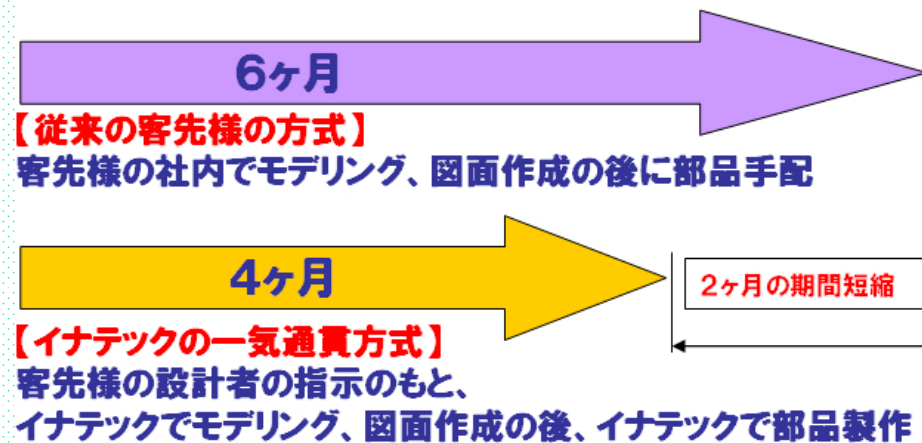 6ヶ月
【従来の客先様の方式】
客先様の社内でモデリング、図面作成の後に部品手配
4ヶ月
2ヶ月の期間短縮
【イナテックの一気通貫方式】
客先様の設計者の指示のもと、
イナテックでモデリング、図面作成の後、イナテックで部品製作